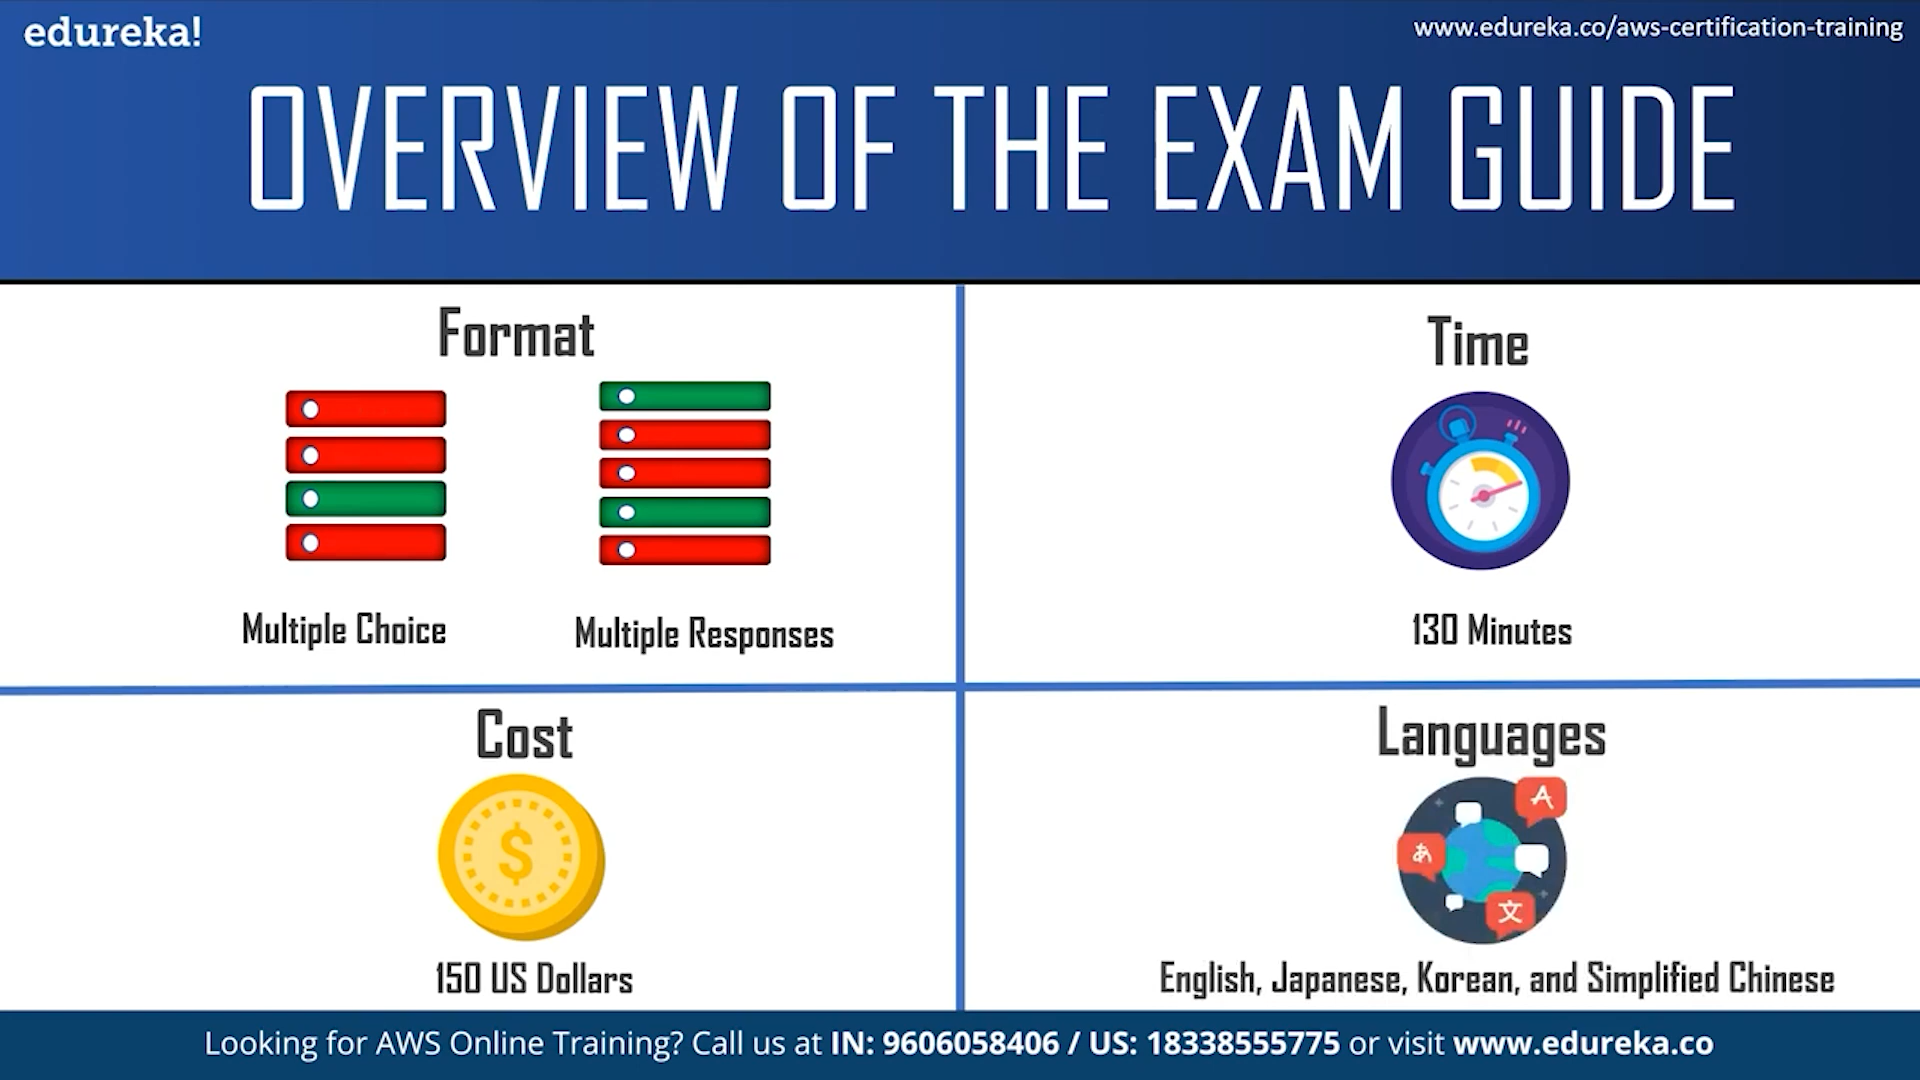 edureka!
www.edureka.co/aws-certification-training
OVERVIEW OF THE EXAM GUIDE
Format
Multiple Choice
Multiple Responses
Time
130 Minutes
Cost
$
150 US Dollars
Languages
A
あ
文
English, Japanese, Korean, and Simplified Chinese
Looking for AWS Online Training? Call us at IN: 9606058406 / US: 18338555775 or visit www.edureka.co